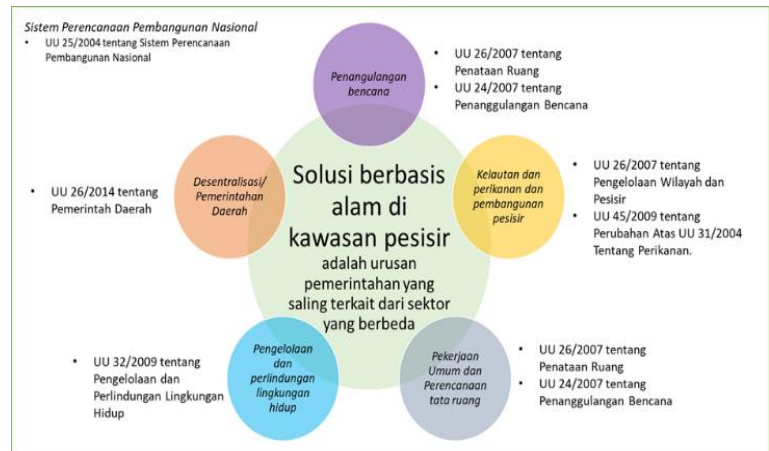 Sistem Perencanaan Pembangunan Nasional
• UU 25/2004 tentang Sistem Perencanaan
Pembangunan Nasional
Penangulangan
bencana
• UU 26/2007 tentang
Penataan Ruang
• UU 24/2007 tentang
Penanggulangan Bencana
Desentralisasi/
Pemerintahan
Daerah
• UU 26/2014 tentang
Pemerintah Daerah
Solusi berbasis
alam di
kawasan pesisir
adalah urusan
pemerintahan yang
saling terkait dari sektor
yang berbeda
Kelautan dan
perikanan dan
pembangunan
pesisir
• UU 26/2007 tentang
Pengelolaan Wilayah dan
Pesisir
• UU 45/2009 tentang
Perubahan Atas UU 31/2004
Tentang Perikanan.
• UU 32/2009 tentang
Pengelolaan dan
Perlindungan Lingkungan
Hidup
Pengelolaan
dan
perlindungan
lingkungan
hidup
Pekerjaan
Umum dan
Perencanaan
tata ruang
• UU 26/2007 tentang
Penataan Ruang
• UU 24/2007 tentang
Penanggulangan Bencana